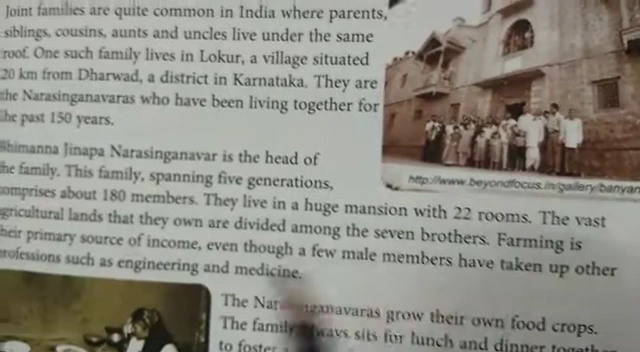 Joint families are quite common in India where parents,
siblings, cousins, aunts and uncles live under the same
roof. One such family lives in Lokur, a village situated
20 km from Dharwad, a district in Karnataka. They are
the Narasinganavaras who have been living together for
the past 150 years.
http://www.beyondfocus.in/gallery/banyan
Bhimanna Jinapa Narasinganavar is the head of
he family. This family, spanning five generations,
comprises about 180 members. They live in a huge mansion with 22 rooms. The vast
agricultural lands that they own are divided among the seven brothers. Farming is
heir primary source of income, even though a few male members have taken up other
professions such as engineering and medicine.
The Narasinganavaras grow their own food crops.
The family always sits for lunch and dinner together
to foster